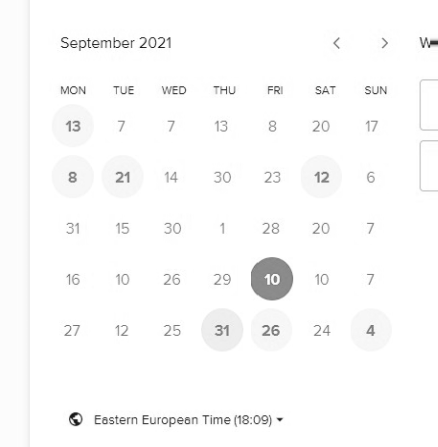 September 2021
MON TUE WED THU FRI SAT SUN
13 7 7 13 8 20 17
8 21 14 30 23 12 6
31 15 30 1 28 20 7
16 10 26 29 10 10 7
27 12 25 31 26 24 4
Eastern European Time (18:09)